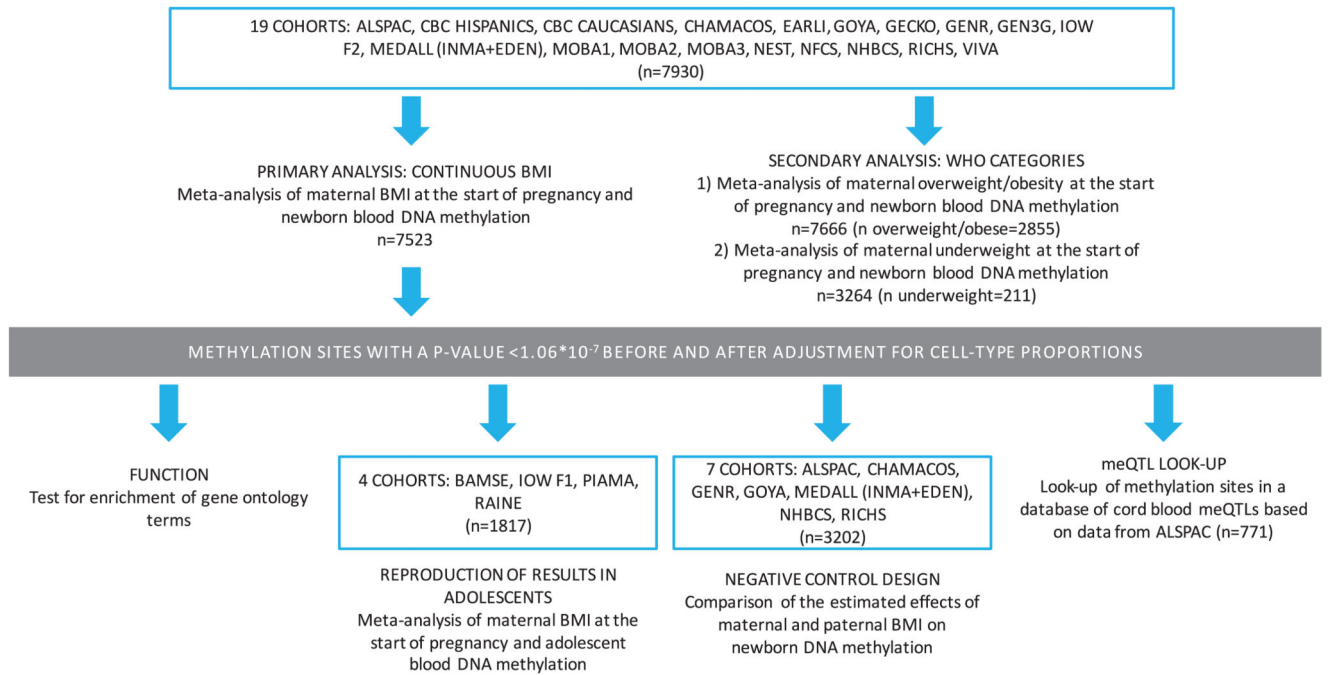 19 COHORTS: ALSPAC, CBC HISPANICS, CBC CAUCASIANS, CHAMACOS, EARLI, GOYA, GECKO, GENR, GEN3G, IOW
F2, MEDALL (INMA+EDEN), MOBA1, MOBA2, MOBA3, NEST, NFCS, NHBCS, RICHS, VIVA
(n=7930)
PRIMARY ANALYSIS: CONTINUOUS BMI
Meta-analysis of maternal BMI at the start of pregnancy and
newborn blood DNA methylation
n=7523
SECONDARY ANALYSIS: WHO CATEGORIES
1) Meta-analysis of maternal overweight/obesity at the start
of pregnancy and newborn blood DNA methylation
n=7666 (n overweight/obese=2855)
2) Meta-analysis of maternal underweight at the start of
pregnancy and newborn blood DNA methylation
n=3264 (n underweight=211)
METHYLATION SITES WITH A P-VALUE <1.06*10⁻⁷ BEFORE AND AFTER ADJUSTMENT FOR CELL-TYPE PROPORTIONS
FUNCTION
Test for enrichment of gene ontology
terms
4 COHORTS: BAMSE, IOW F1, PIAMA,
RAINE
(n=1817)
REPRODUCTION OF RESULTS IN
ADOLESCENTS
Meta-analysis of maternal BMI at the
start of pregnancy and adolescent
blood DNA methylation
7 COHORTS: ALSPAC, CHAMACOS,
GENR, GOYA, MEDALL (INMA+EDEN),
NHBCS, RICHS
(n=3202)
NEGATIVE CONTROL DESIGN
Comparison of the estimated effects of
maternal and paternal BMI on
newborn DNA methylation
meQTL LOOK-UP
Look-up of methylation sites in a
database of cord blood meQTLs based
on data from ALSPAC (n=771)